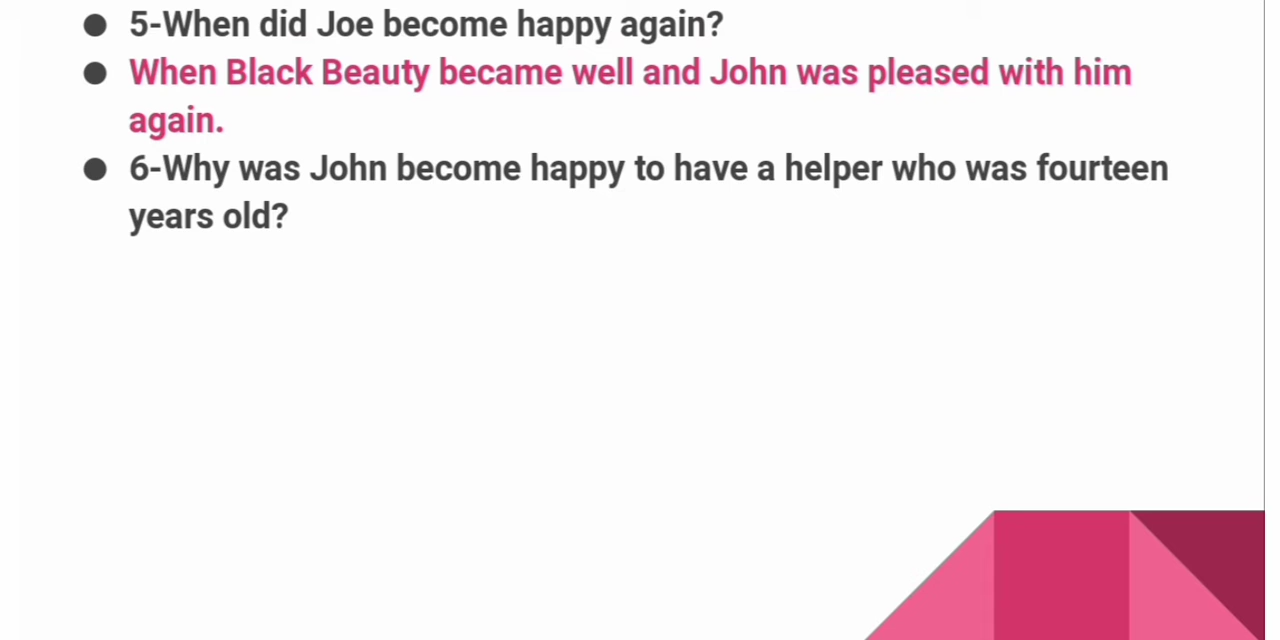 ● 5-When did Joe become happy again?
● When Black Beauty became well and John was pleased with him
again.
● 6-Why was John become happy to have a helper who was fourteen
years old?